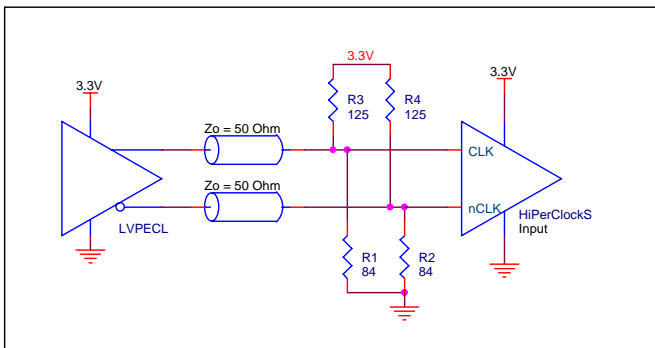 3.3V
3.3V
3.3V
R3
125
R4
125
Zo = 50 Ohm
CLK
Zo = 50 Ohm
nCLK
LVPECL
HiPerClockS
Input
R1
84
R2
84